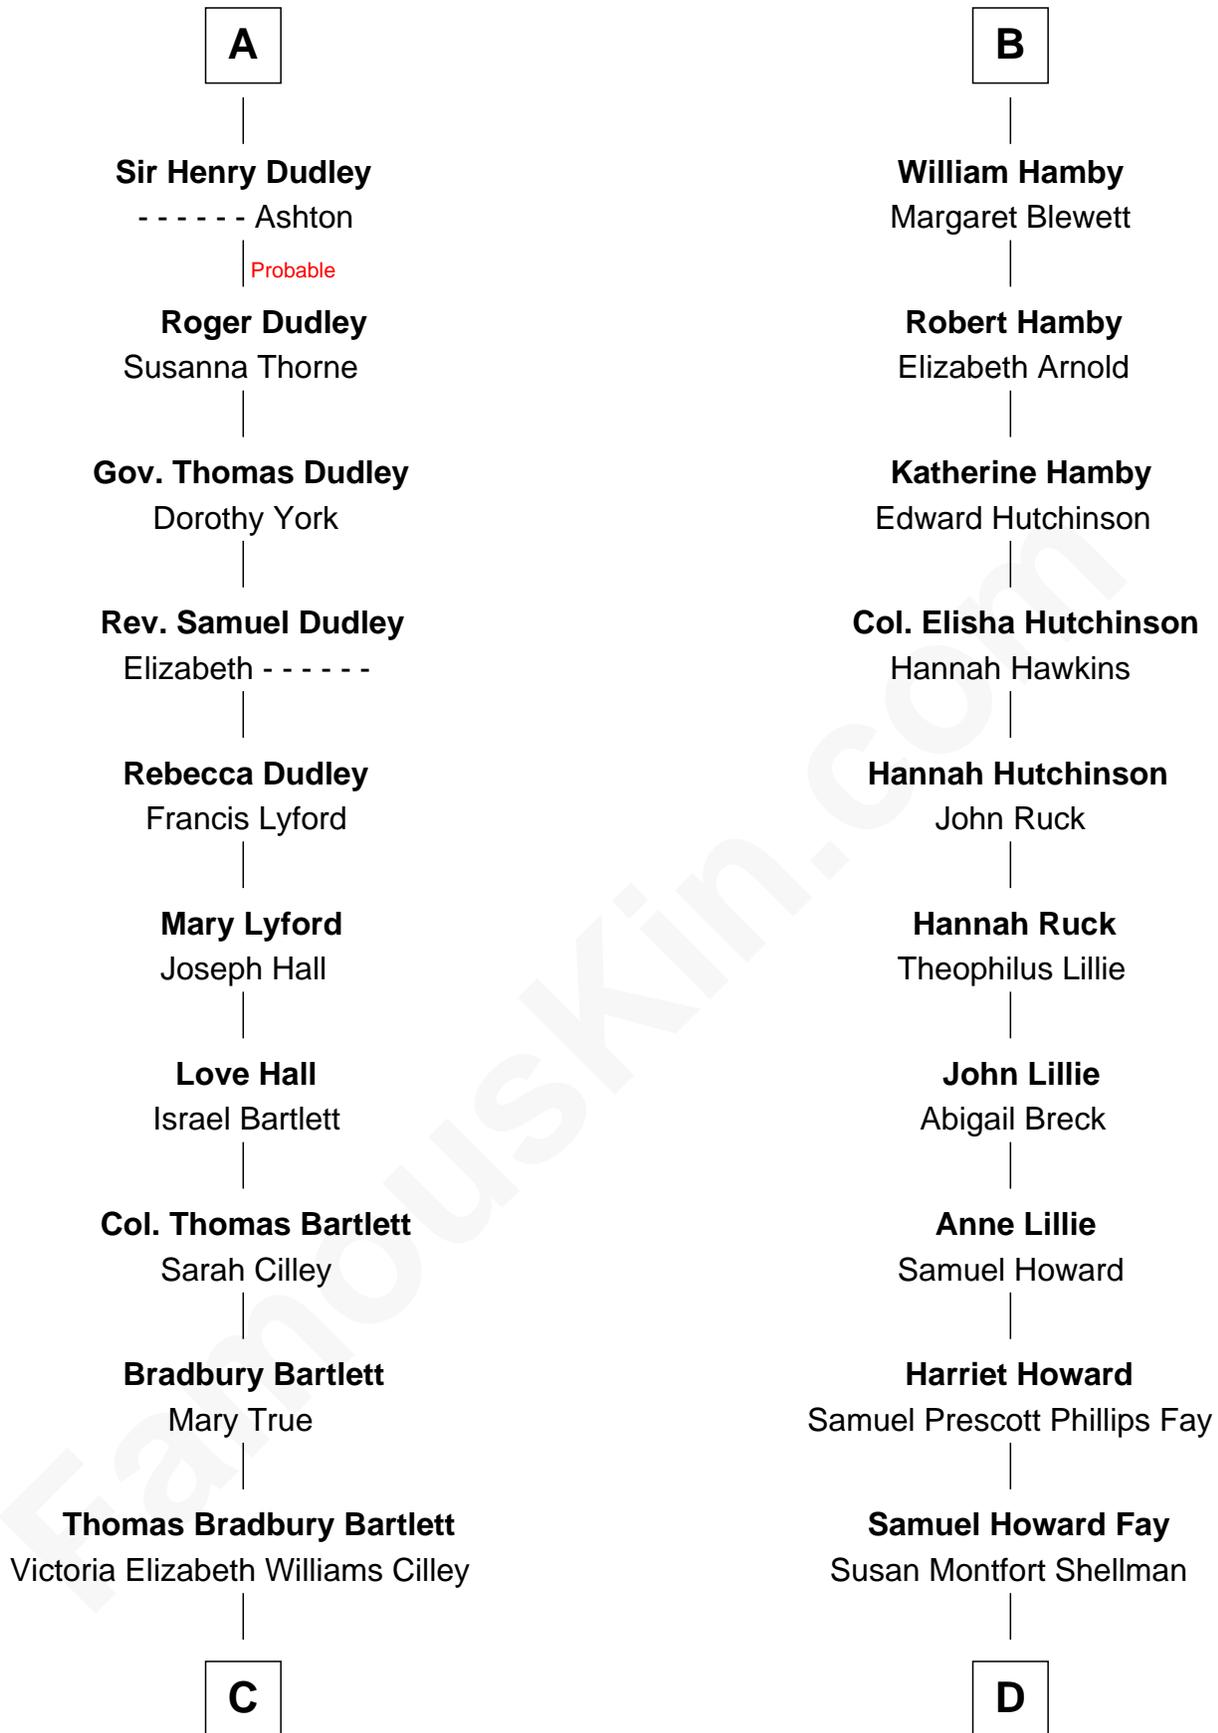 A
Sir Henry Dudley
- - - - - - Ashton
Probable
Roger Dudley
Susanna Thorne
Gov. Thomas Dudley
Dorothy York
Rev. Samuel Dudley
Elizabeth - - - - - -
Rebecca Dudley
Francis Lyford
Mary Lyford
Joseph Hall
Love Hall
Israel Bartlett
Col. Thomas Bartlett
Sarah Cilley
Bradbury Bartlett
Mary True
Thomas Bradbury Bartlett
Victoria Elizabeth Williams Cilley
C
B
William Hamby
Margaret Blewett
Robert Hamby
Elizabeth Arnold
Katherine Hamby
Edward Hutchinson
Col. Elisha Hutchinson
Hannah Hawkins
Hannah Hutchinson
John Ruck
Hannah Ruck
Theophilus Lillie
John Lillie
Abigail Breck
Anne Lillie
Samuel Howard
Harriet Howard
Samuel Prescott Phillips Fay
Samuel Howard Fay
Susan Montfort Shellman
D
FamousKin.com